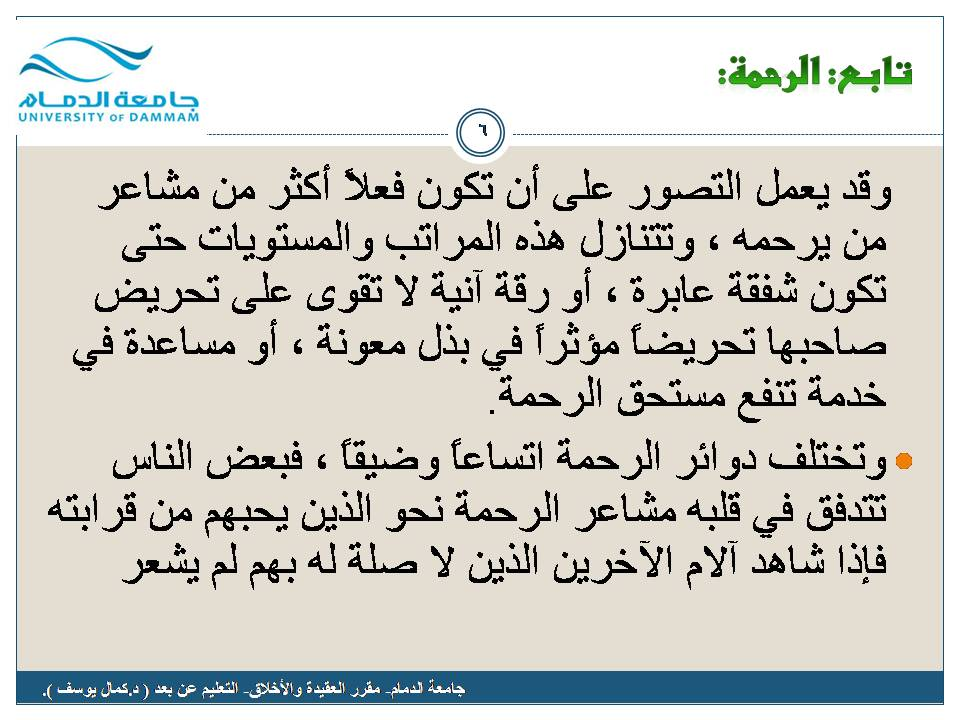 جامعة الدمام
UNIVERSITY OF DAMMAM
تابع: الرحمة:
٦
وقد يعمل التصور على أن تكون فعلاً أكثر من مشاعر
من يرحمه ، وتتنازل هذه المراتب والمستويات حتى
تكون شفقة عابرة ، أو رقة آنية لا تقوى على تحريض
صاحبها تحريضاً مؤثراً في بذل معونة ، أو مساعدة في
خدمة تنفع مستحق الرحمة.
وتختلف دوائر الرحمة اتساعاً وضيقاً ، فبعض الناس
تتدفق في قلبه مشاعر الرحمة نحو الذين يحبهم من قرابته
فإذا شاهد آلام الآخرين الذين لا صلة له بهم لم يشعر
جامعة الدمام- مقرر العقيدة والأخلاق- التعليم عن بعد ( د.كمال يوسف ).